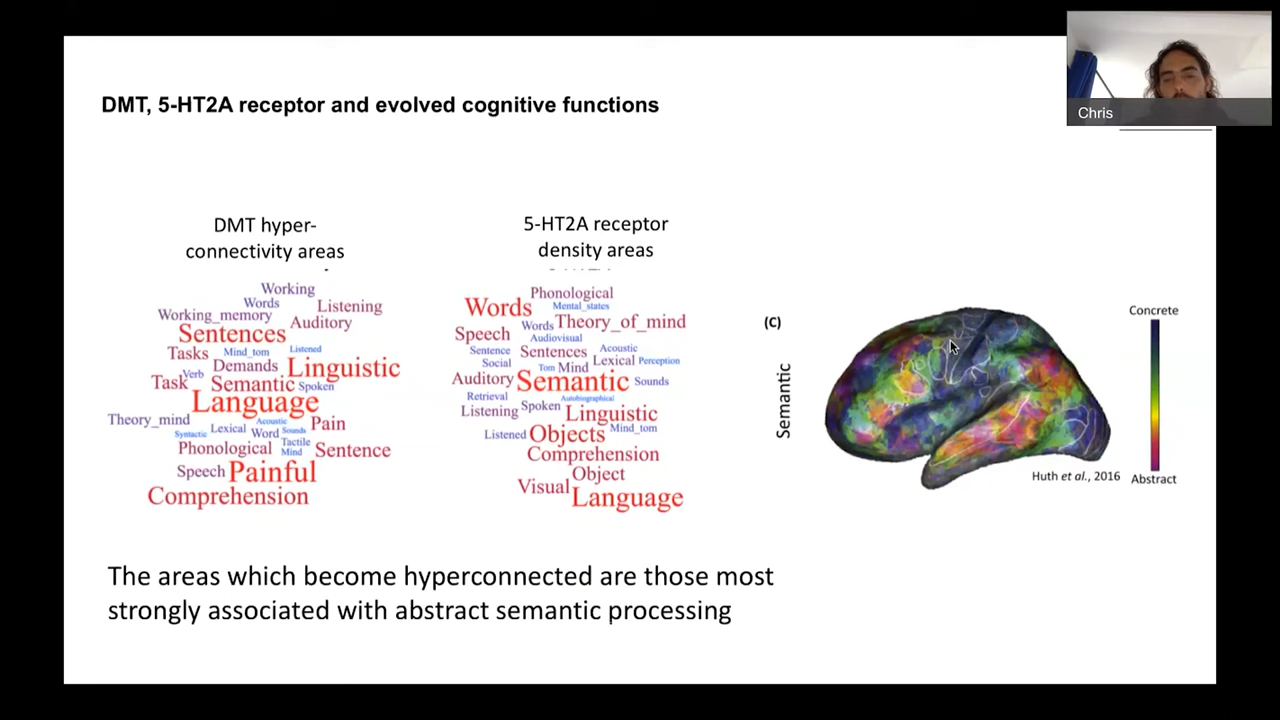 DMT, 5-HT2A receptor and evolved cognitive functions
Chris
DMT hyper-
connectivity areas
Working
Words
Listening
Working_memory
Auditory
Sentences
Tasks
Mind_tom
Listened
Demands
Linguistic
Verb
Task
Semantic
Spoken
Language
Theory_mind
Acoustic
Pain
Syntactic
Lexical
Word
Sounds
Phonological
Tactile
Mind
Sentence
Speech
Painful
Comprehension
5-HT2A receptor
density areas
Phonological
Words
Mental_states
Speech
Words
Theory_of_mind
Audiovisual
Sentence
Sentences
Acoustic
Social
Tom
Mind
Lexical
Perception
Auditory
Semantic
Sounds
Retrieval
Autobiographical
Listening
Spoken
Linguistic
Listened
Objects
Mind_tom
Comprehension
Object
Visual
Language
(C)
Semantic
Concrete
Abstract
Huth et al., 2016
The areas which become hyperconnected are those most
strongly associated with abstract semantic processing